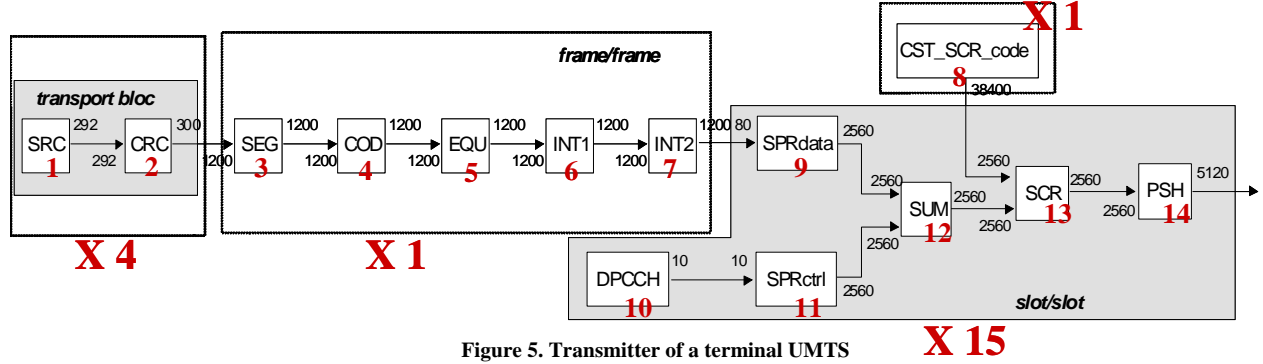 X 1
frame/frame
CST_SCR_code
8
38400
transport bloc
292 300 1200 1200 1200 1200 1200 80 2560
SRC CRC SEG COD EQU INT1 INT2 SPRdata
1 2 3 4 5 6 7 9
292 1200 1200 1200 1200 1200
2560
2560 2560 2560 5120
SUM SCR PSH
12 13 14
2560 2560 2560
X 4 X 1
10 10
DPCCH SPRctrl
10 11
2560
slot/slot
Figure 5. Transmitter of a terminal UMTS
X 15